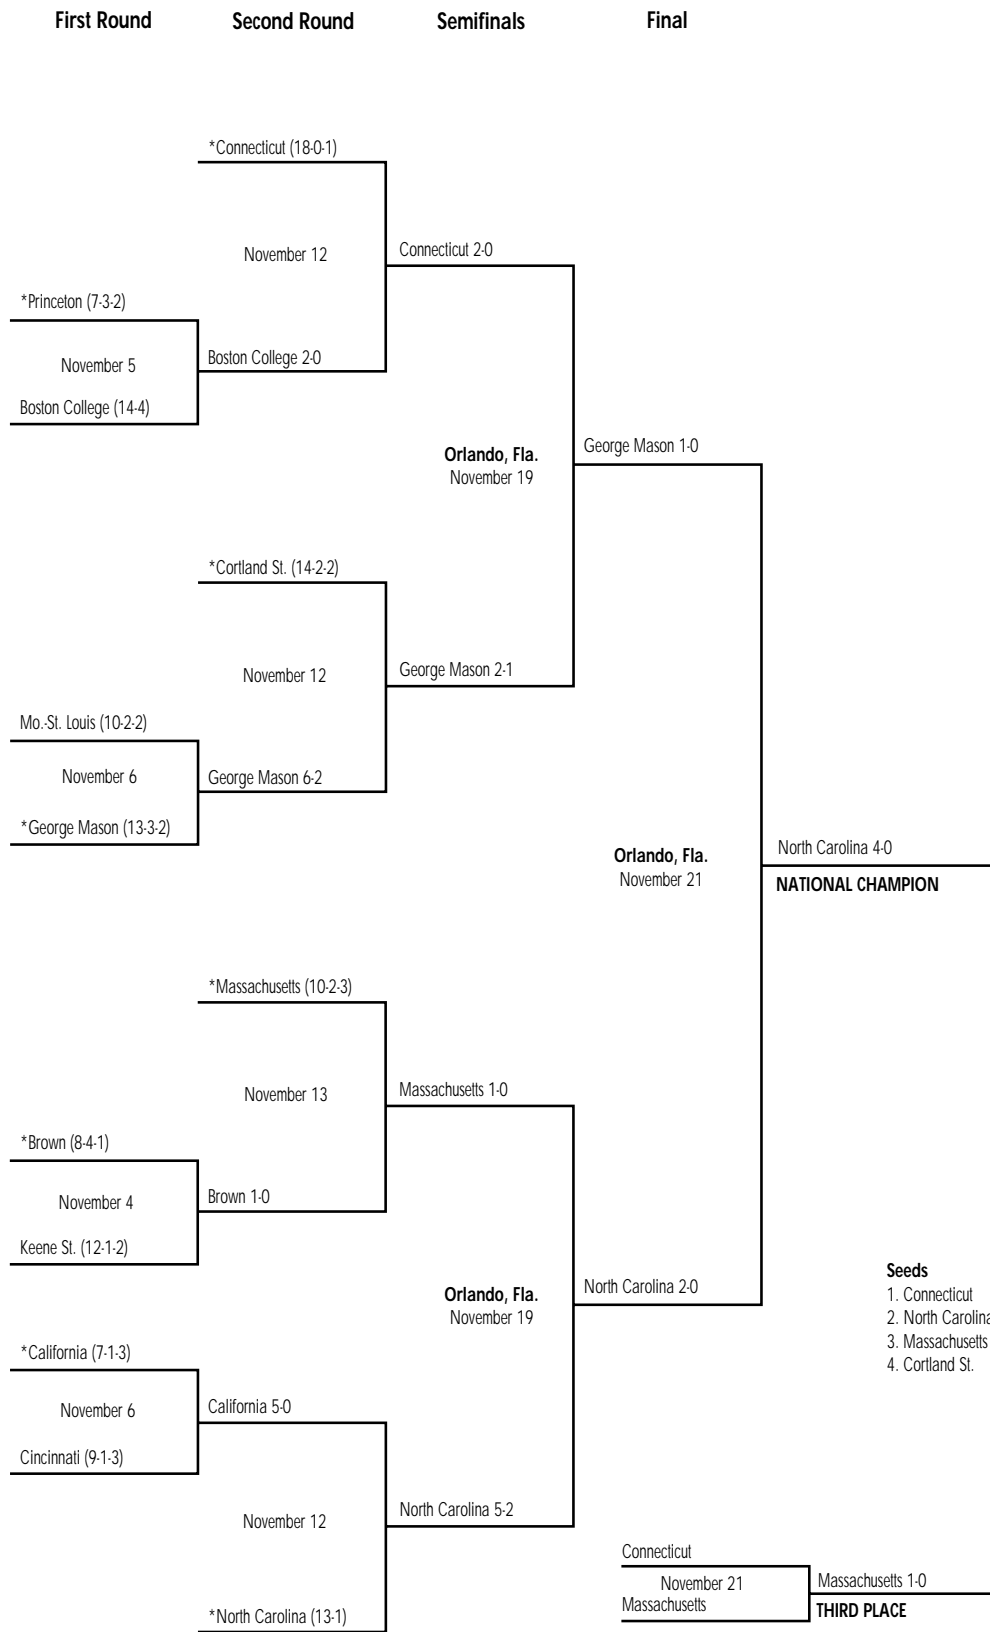 First Round
Second Round
Semifinals
Final
*Connecticut (18-0-1)
November 12
Connecticut 2-0
*Princeton (7-3-2)
November 5
Boston College 2-0
Boston College (14-4)
Orlando, Fla.
November 19
George Mason 1-0
*Cortland St. (14-2-2)
November 12
George Mason 2-1
Mo.-St. Louis (10-2-2)
November 6
George Mason 6-2
*George Mason (13-3-2)
Orlando, Fla.
November 21
North Carolina 4-0
NATIONAL CHAMPION
*Massachusetts (10-2-3)
November 13
Massachusetts 1-0
*Brown (8-4-1)
November 4
Brown 1-0
Keene St. (12-1-2)
Orlando, Fla.
November 19
North Carolina 2-0
Seeds
1. Connecticut
2. North Carolina
3. Massachusetts
4. Cortland St.
*California (7-1-3)
November 6
California 5-0
Cincinnati (9-1-3)
November 12
North Carolina 5-2
*North Carolina (13-1)
Connecticut
November 21
Massachusetts
Massachusetts 1-0
THIRD PLACE